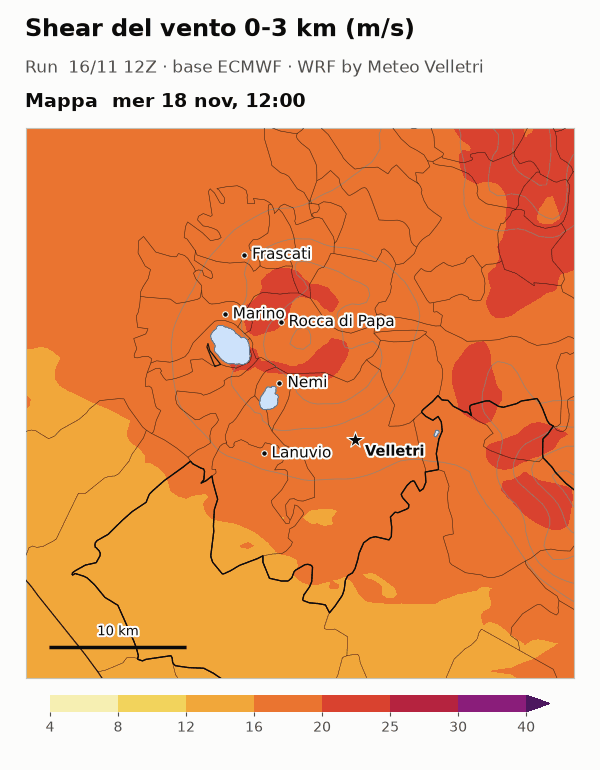 Shear del vento 0-3 km (m/s)
Run  16/11 12Z · base ECMWF · WRF by Meteo Velletri
Mappa  mer 18 nov, 12:00
Frascati
Marino
Rocca di Papa
Nemi
Velletri
Lanuvio
10 km
4 8 12 16 20 25 30 40